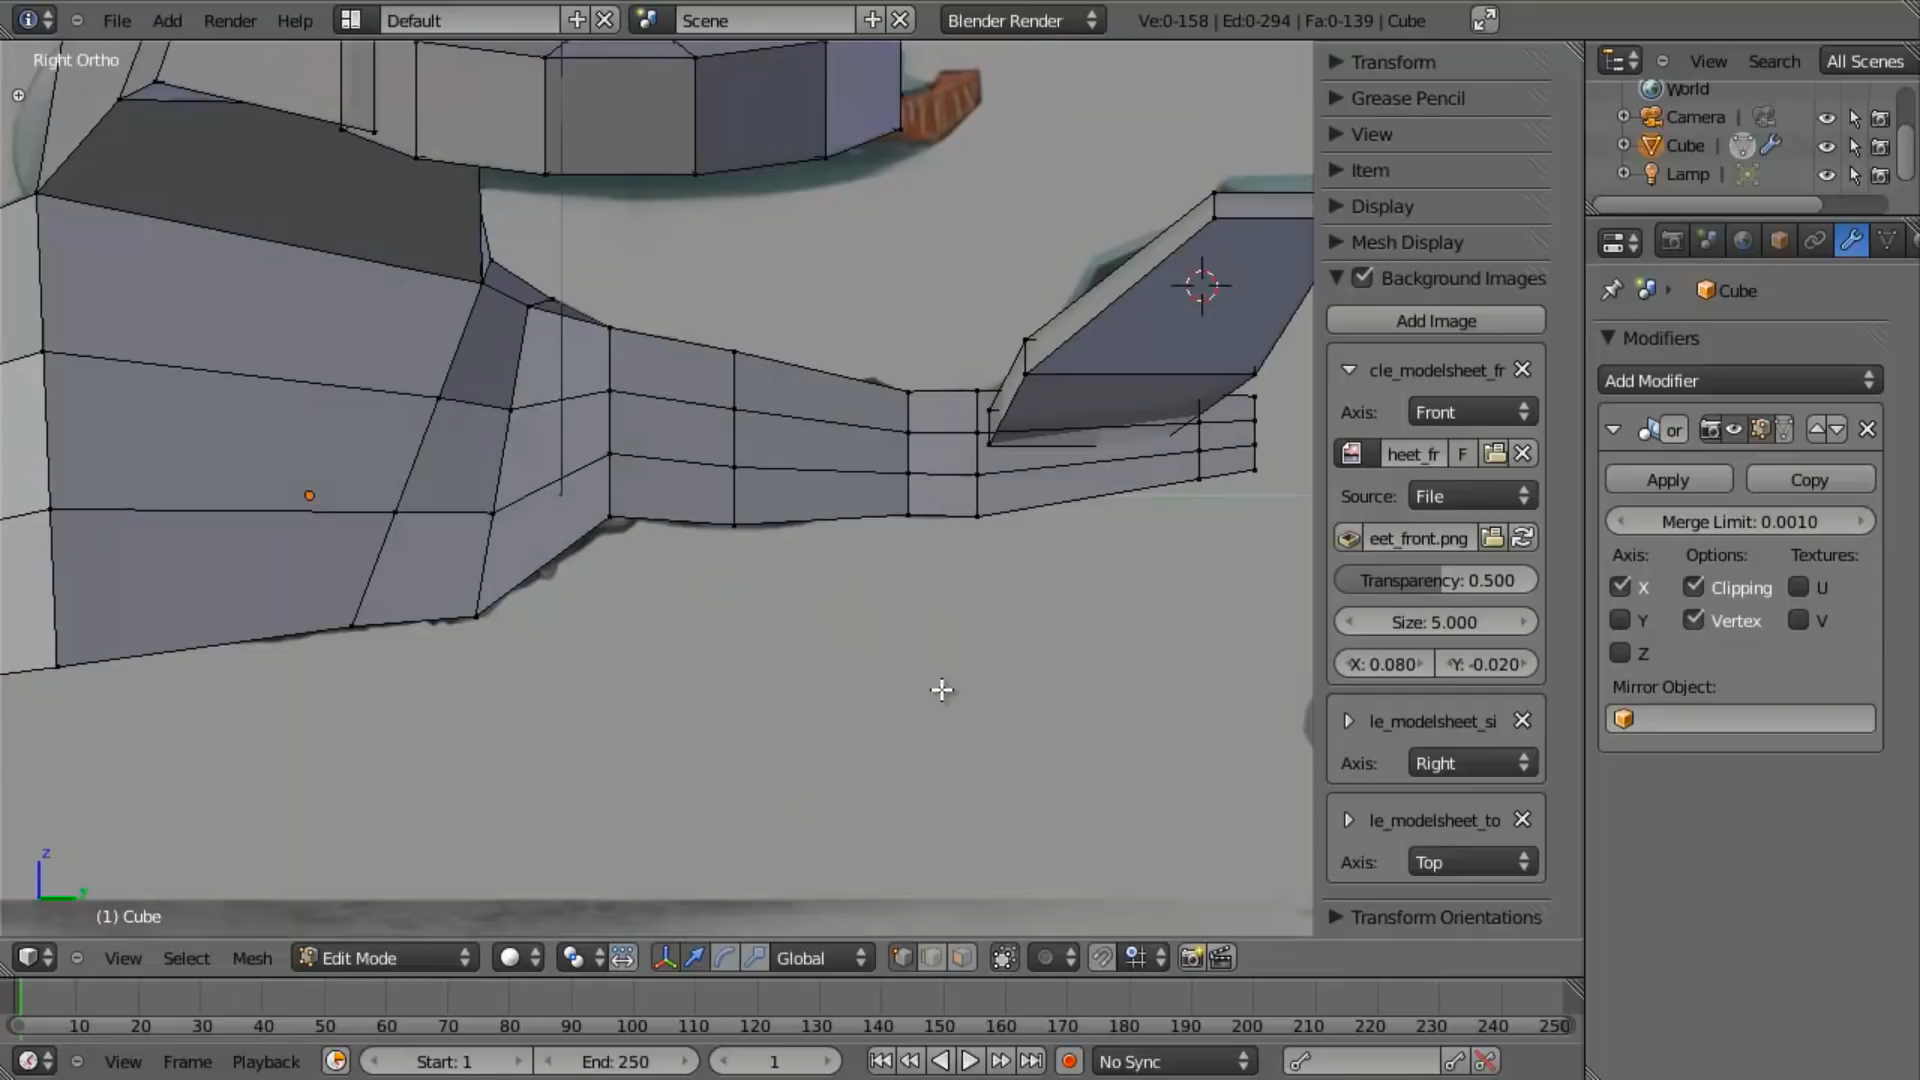 File Add Render Help Default Scene Blender Render Ve:0-158 | Ed:0-294 | Fa:0-139 | Cube
Right Ortho
Transform
Grease Pencil
View
Item
Display
Mesh Display
Background Images
Add Image
cle_modelsheet_fr
Axis: Front
heet_fr F
Source: File
eet_front.png
Transparency: 0.500
Size: 5.000
X: 0.080 Y: -0.020
le_modelsheet_si
Axis: Right
le_modelsheet_to
Axis: Top
Transform Orientations
View Search All Scenes
World
Camera
Cube
Lamp
Cube
Modifiers
Add Modifier
or
Apply Copy
Merge Limit: 0.0010
Axis: Options: Textures:
X Clipping U
Y Vertex V
Z
Mirror Object:
z
y
(1) Cube
View Select Mesh Edit Mode Global
10 20 30 40 50 60 70 80 90 100 110 120 130 140 150 160 170 180 190 200 210 220 230 240 250
View Frame Playback Start: 1 End: 250 1 No Sync